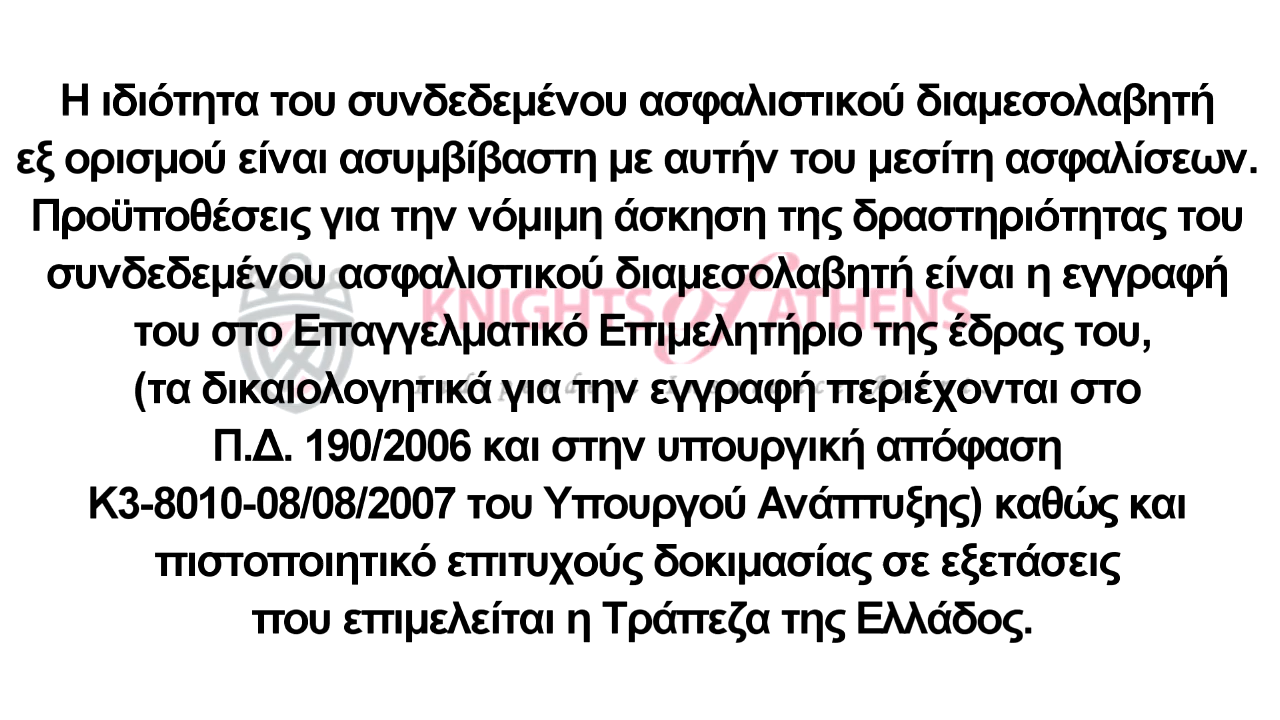 Η ιδιότητα του συνδεδεμένου ασφαλιστικού διαμεσολαβητή
εξ ορισμού είναι ασυμβίβαστη με αυτήν του μεσίτη ασφαλίσεων.
Προϋποθέσεις για την νόμιμη άσκηση της δραστηριότητας του
συνδεδεμένου ασφαλιστικού διαμεσολαβητή είναι η εγγραφή
KNIGHTS of ATHENS
του στο Επαγγελματικό Επιμελητήριο της έδρας του,
(τα δικαιολογητικά για την εγγραφή περιέχονται στο
Π.Δ. 190/2006 και στην υπουργική απόφαση
Κ3-8010-08/08/2007 του Υπουργού Ανάπτυξης) καθώς και
πιστοποιητικό επιτυχούς δοκιμασίας σε εξετάσεις
που επιμελείται η Τράπεζα της Ελλάδος.